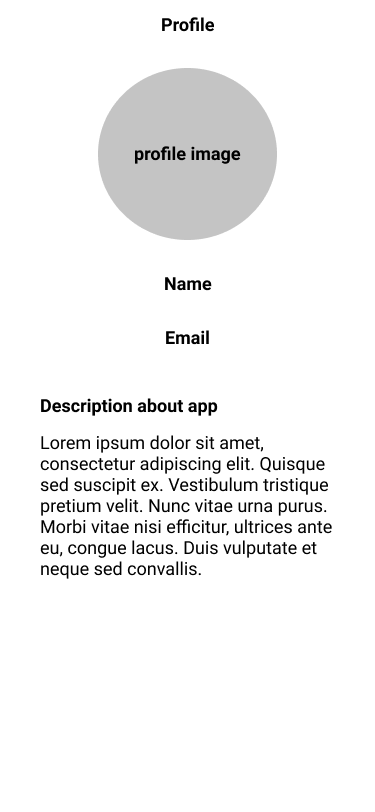 Profile
profile image
Name
Email
Description about app
Lorem ipsum dolor sit amet,
consectetur adipiscing elit. Quisque
sed suscipit ex. Vestibulum tristique
pretium velit. Nunc vitae urna purus.
Morbi vitae nisi efficitur, ultrices ante
eu, congue lacus. Duis vulputate et
neque sed convallis.